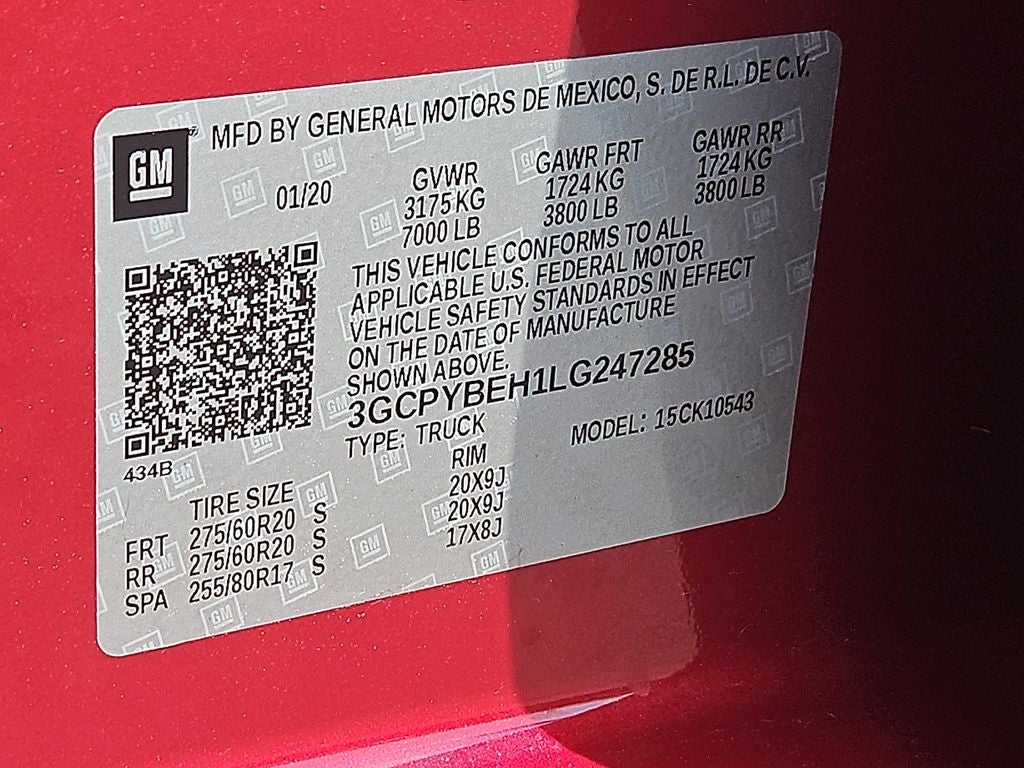 MFD BY GENERAL MOTORS DE MEXICO, S. DE R.L. DE C.V.
GM
01/20
GVWR GAWR FRT GAWR RR
3175 KG 1724 KG 1724 KG
7000 LB 3800 LB 3800 LB
THIS VEHICLE CONFORMS TO ALL
APPLICABLE U.S. FEDERAL MOTOR
VEHICLE SAFETY STANDARDS IN EFFECT
ON THE DATE OF MANUFACTURE
SHOWN ABOVE.
3GCPYBEH1LG247285
TYPE: TRUCK MODEL: 15CK10543
434B
TIRE SIZE RIM
FRT 275/60R20 S 20X9J
RR 275/60R20 S 20X9J
SPA 255/80R17 S 17X8J